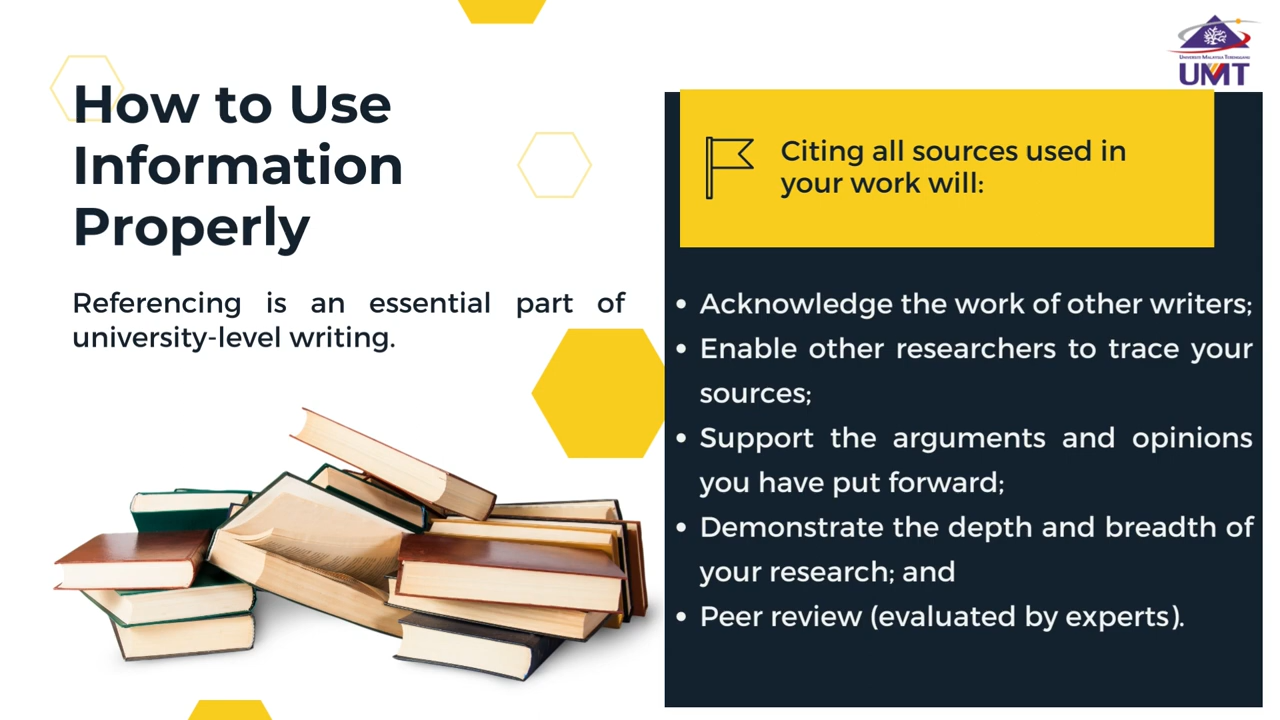 How to Use
Information
Properly
Referencing is an essential part of
university-level writing.
UNIVERSITI MALAYSIA TERENGGANU
UMT
Citing all sources used in
your work will:
• Acknowledge the work of other writers;
• Enable other researchers to trace your
sources;
• Support the arguments and opinions
you have put forward;
• Demonstrate the depth and breadth of
your research; and
• Peer review (evaluated by experts).